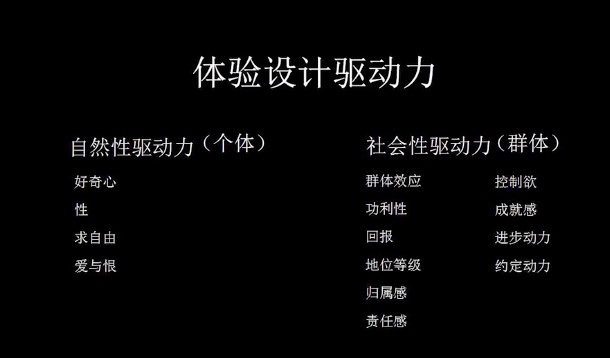 体验设计驱动力
自然性驱动力（个体）
好奇心
性
求自由
爱与恨
社会性驱动力（群体）
群体效应
功利性
回报
地位等级
归属感
责任感
控制欲
成就感
进步动力
约定动力